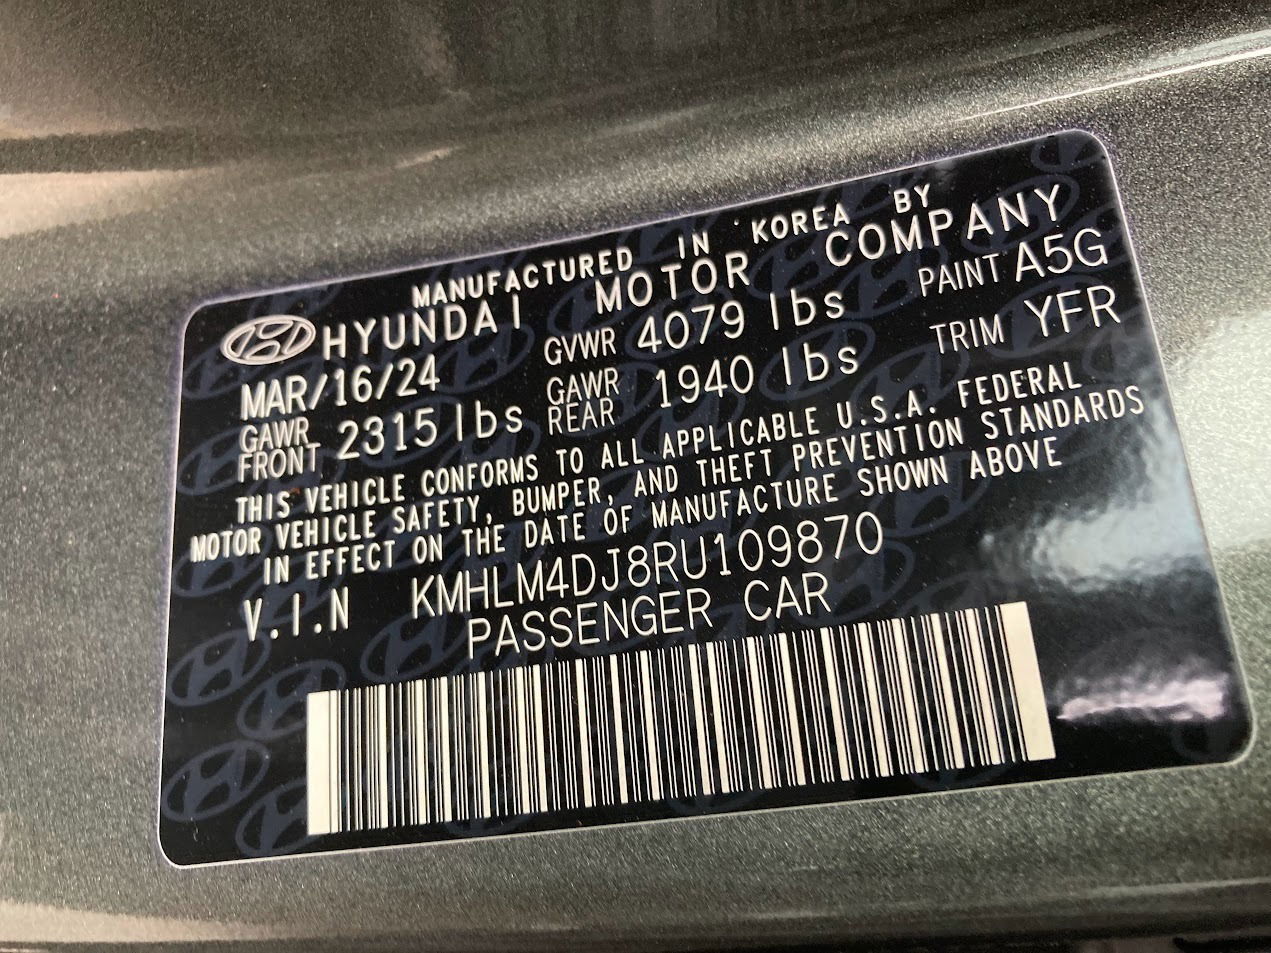 MANUFACTURED IN KOREA BY
HYUNDAI MOTOR COMPANY
MAR/16/24 GVWR 4079 lbs PAINT A5G
GAWR FRONT 2315 lbs GAWR REAR 1940 lbs TRIM YFR
THIS VEHICLE CONFORMS TO ALL APPLICABLE U.S.A. FEDERAL
MOTOR VEHICLE SAFETY, BUMPER, AND THEFT PREVENTION STANDARDS
IN EFFECT ON THE DATE OF MANUFACTURE SHOWN ABOVE
V.I.N KMHLM4DJ8RU109870
PASSENGER CAR